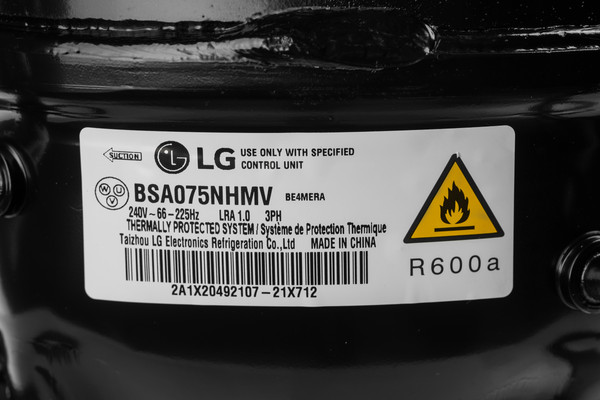 SUCTION
LG USE ONLY WITH SPECIFIED
CONTROL UNIT
W U V
BSA075NHMV BE4MERA
240V ~ 66 - 225Hz LRA 1.0 3PH
THERMALLY PROTECTED SYSTEM / Système de Protection Thermique
Taizhou LG Electronics Refrigeration Co.,Ltd MADE IN CHINA
2A1X20492107-21X712
R600a